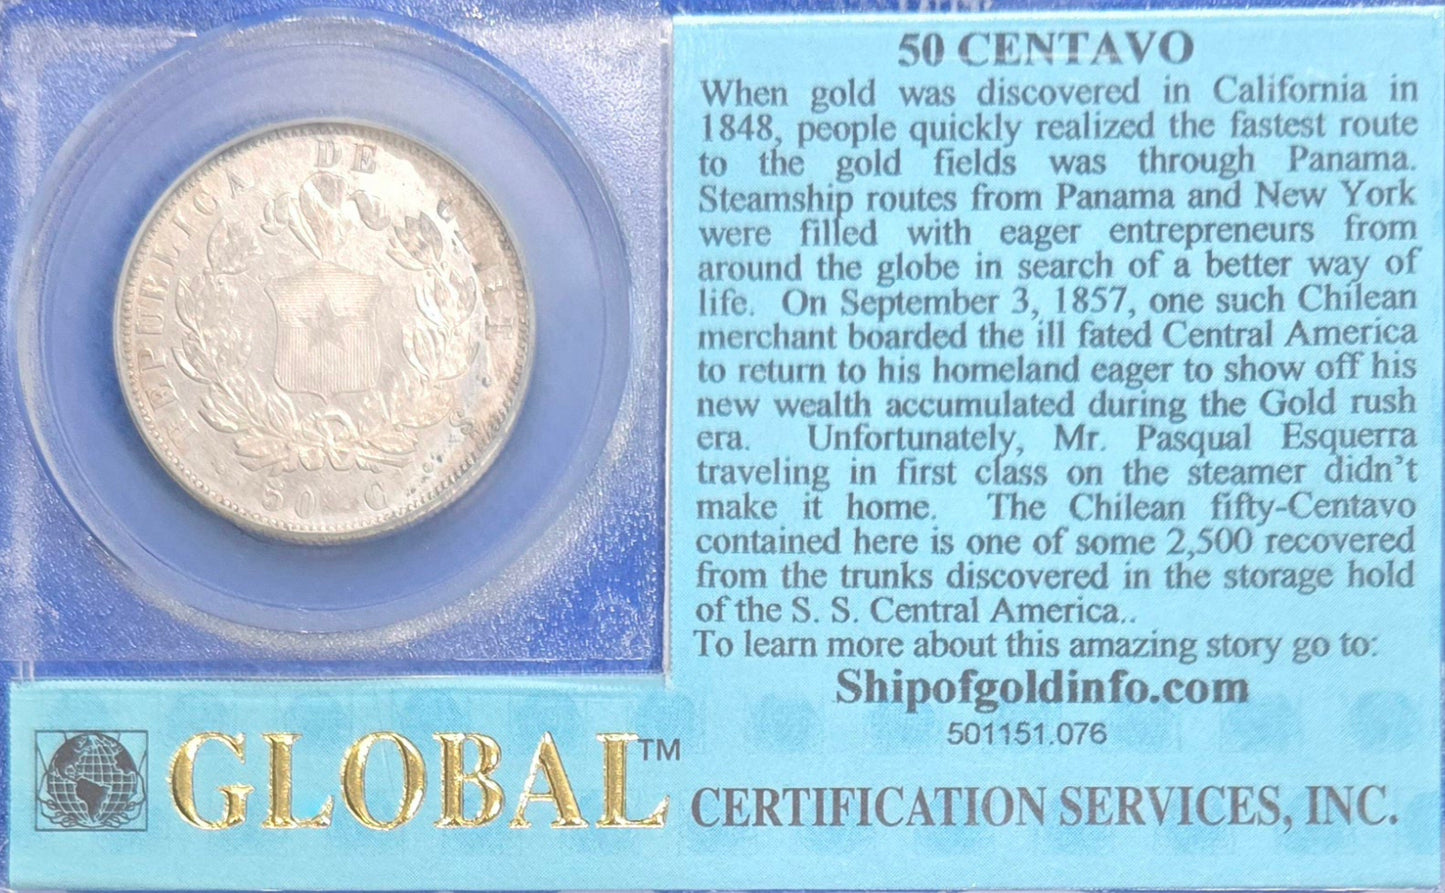 REPUBLICA DE CHILE S.
50 C
50 CENTAVO
When gold was discovered in California in
1848, people quickly realized the fastest route
to the gold fields was through Panama.
Steamship routes from Panama and New York
were filled with eager entrepreneurs from
around the globe in search of a better way of
life. On September 3, 1857, one such Chilean
merchant boarded the ill fated Central America
to return to his homeland eager to show off his
new wealth accumulated during the Gold rush
era. Unfortunately, Mr. Pasqual Esquerra
traveling in first class on the steamer didn't
make it home. The Chilean fifty-Centavo
contained here is one of some 2,500 recovered
from the trunks discovered in the storage hold
of the S. S. Central America..
To learn more about this amazing story go to:
Shipofgoldinfo.com
501151.076
GLOBAL™ CERTIFICATION SERVICES, INC.